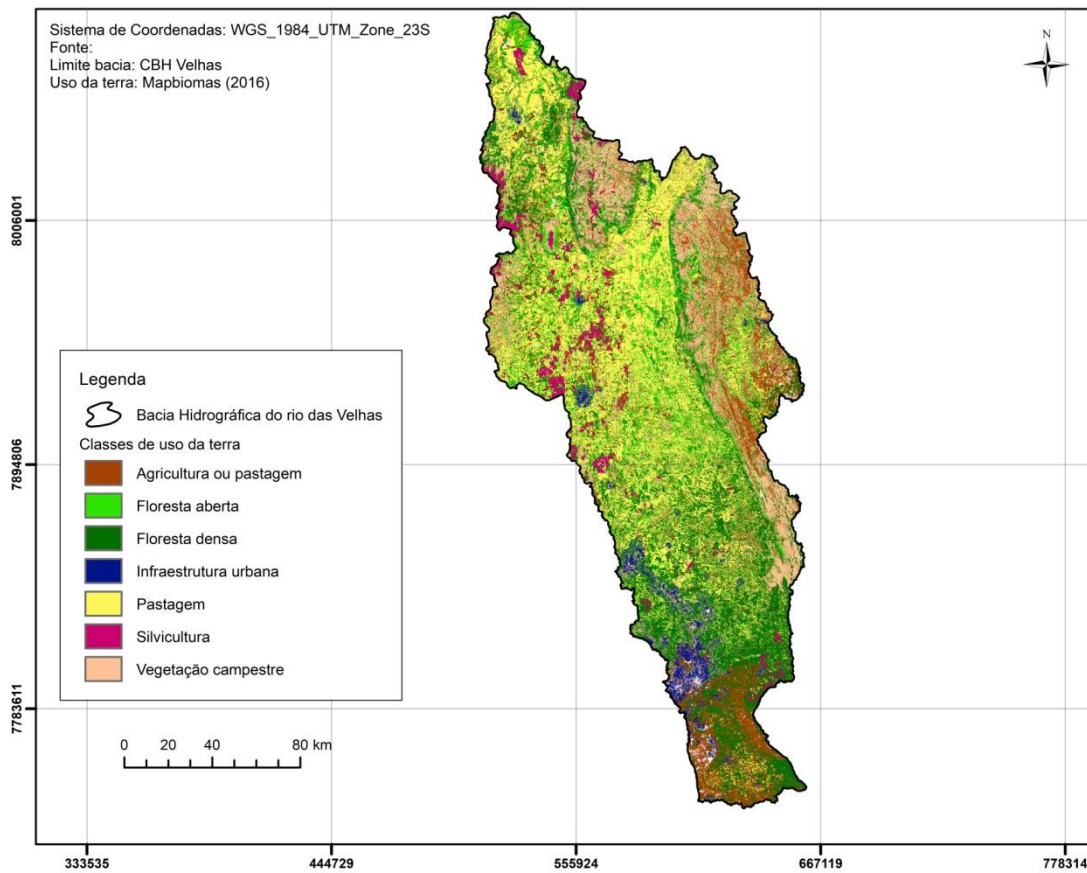 Sistema de Coordenadas: WGS_1984_UTM_Zone_23S
Fonte:
Limite bacia: CBH Velhas
Uso da terra: Mapbiomas (2016)
N
8006001
7894806
7783611
Legenda
Bacia Hidrográfica do rio das Velhas
Classes de uso da terra
Agricultura ou pastagem
Floresta aberta
Floresta densa
Infraestrutura urbana
Pastagem
Silvicultura
Vegetação campestre
0 20 40 80 km
333535 444729 555924 667119 778314